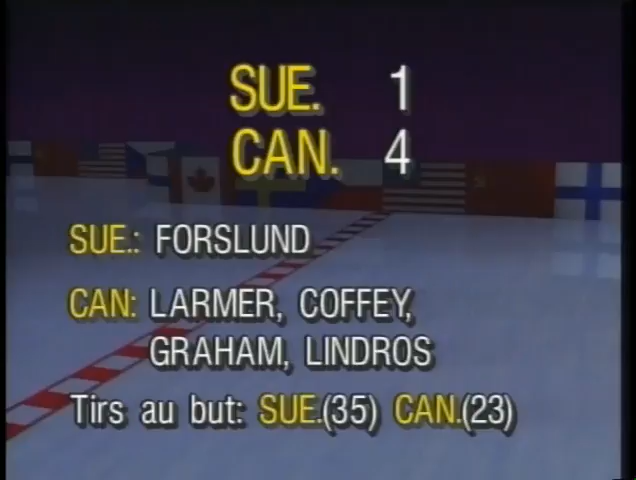 SUE. 1
CAN. 4
SUE.: FORSLUND
CAN: LARMER, COFFEY,
GRAHAM, LINDROS
Tirs au but: SUE.(35) CAN.(23)